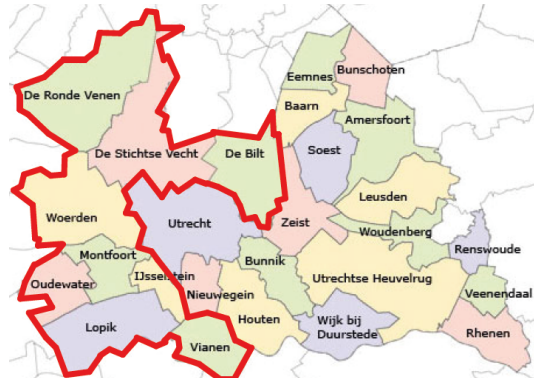 Bunschoten
Eemnes
De Ronde Venen
Baarn
Amersfoort
Soest
De Stichtse Vecht
De Bilt
Leusden
Woerden
Utrecht
Zeist
Woudenberg
Renswoude
Montfoort
Bunnik
IJsselstein
Utrechtse Heuvelrug
Oudewater
Nieuwegein
Veenendaal
Houten
Wijk bij
Duurstede
Lopik
Rhenen
Vianen